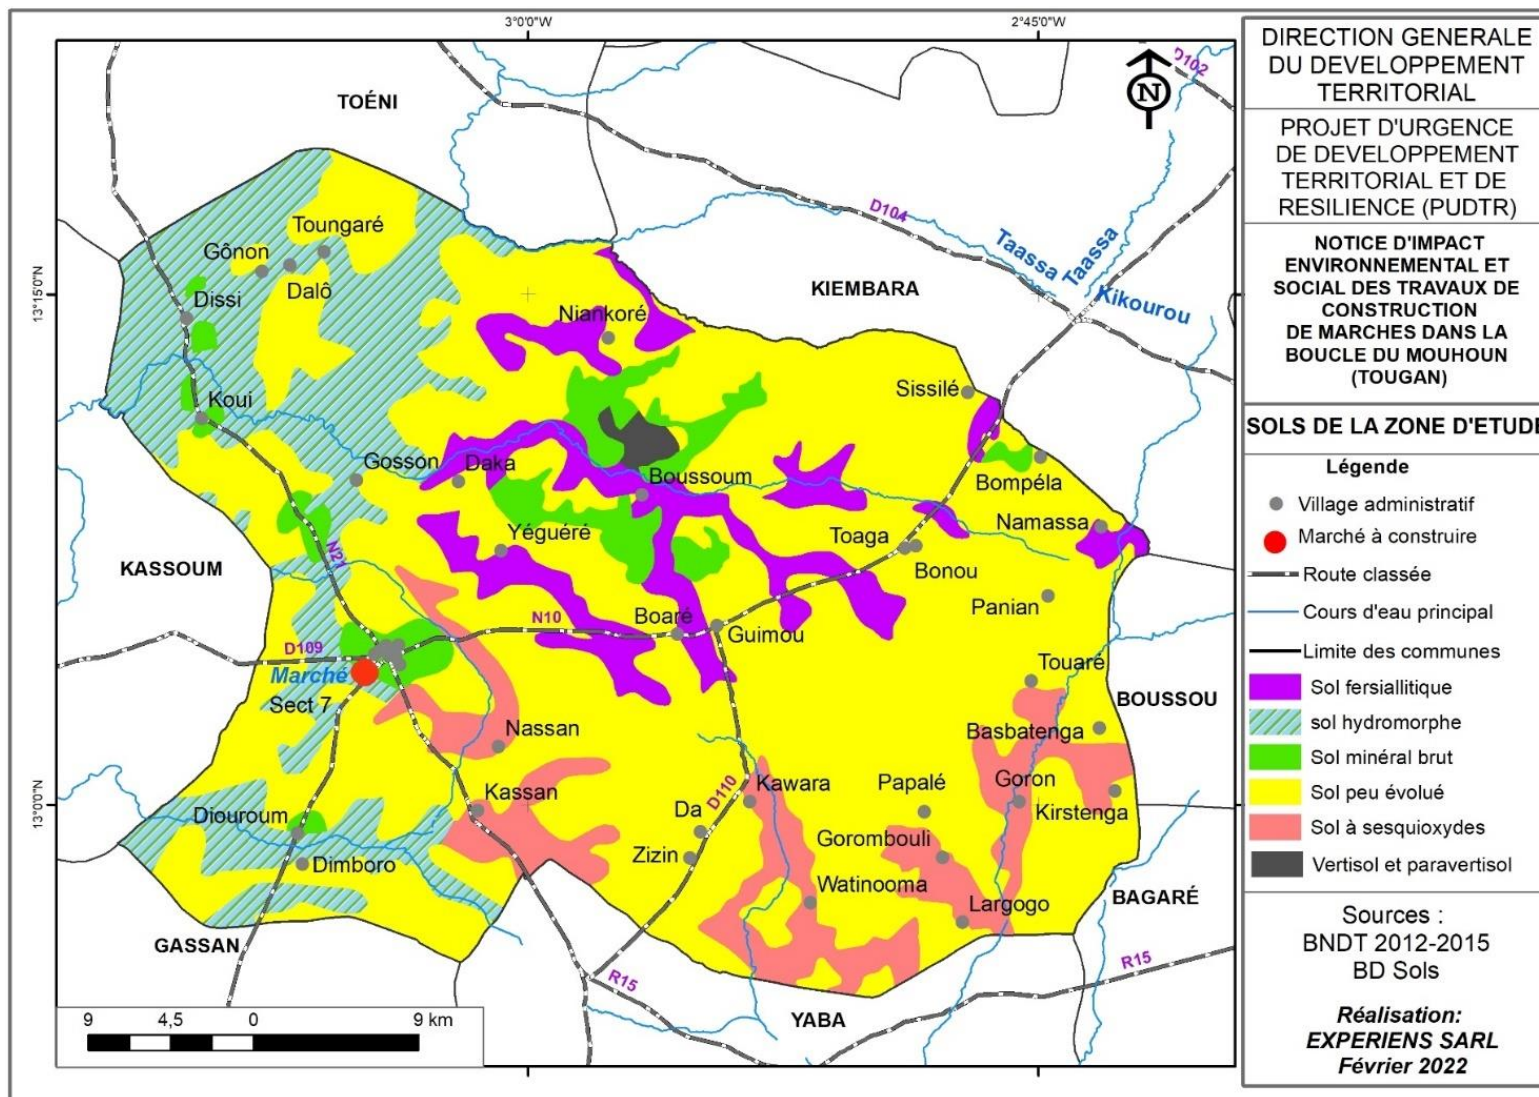 3°0'0"W
2°45'0"W
13°15'0"N
13°0'0"N
TOÉNI
D102
N
D104
Taassa
Taassa
Kikourou
KIEMBARA
Toungaré
Gônon
Dalô
Dissi
Niankoré
Sissilé
Koui
Gosson
Daka
Boussoum
Bompéla
Namassa
Yéguéré
Toaga
Bonou
KASSOUM
N21
Panian
N10
Boaré
Guimou
D109
Marché
Sect 7
Touaré
BOUSSOU
Nassan
Basbatenga
Kassan
Kawara
Papalé
Goron
Kirstenga
Diouroum
Da
D110
Gorombouli
Dimboro
Zizin
Watinooma
Largogo
BAGARÉ
GASSAN
R15
R15
YABA
9 4,5 0 9 km
DIRECTION GENERALE
DU DEVELOPPEMENT
TERRITORIAL
PROJET D'URGENCE
DE DEVELOPPEMENT
TERRITORIAL ET DE
RESILIENCE (PUDTR)
NOTICE D'IMPACT
ENVIRONNEMENTAL ET
SOCIAL DES TRAVAUX DE
CONSTRUCTION
DE MARCHES DANS LA
BOUCLE DU MOUHOUN
(TOUGAN)
SOLS DE LA ZONE D'ETUDE
Légende
Village administratif
Marché à construire
Route classée
Cours d'eau principal
Limite des communes
Sol fersiallitique
sol hydromorphe
Sol minéral brut
Sol peu évolué
Sol à sesquioxydes
Vertisol et paravertisol
Sources :
BNDT 2012-2015
BD Sols
Réalisation:
EXPERIENS SARL
Février 2022